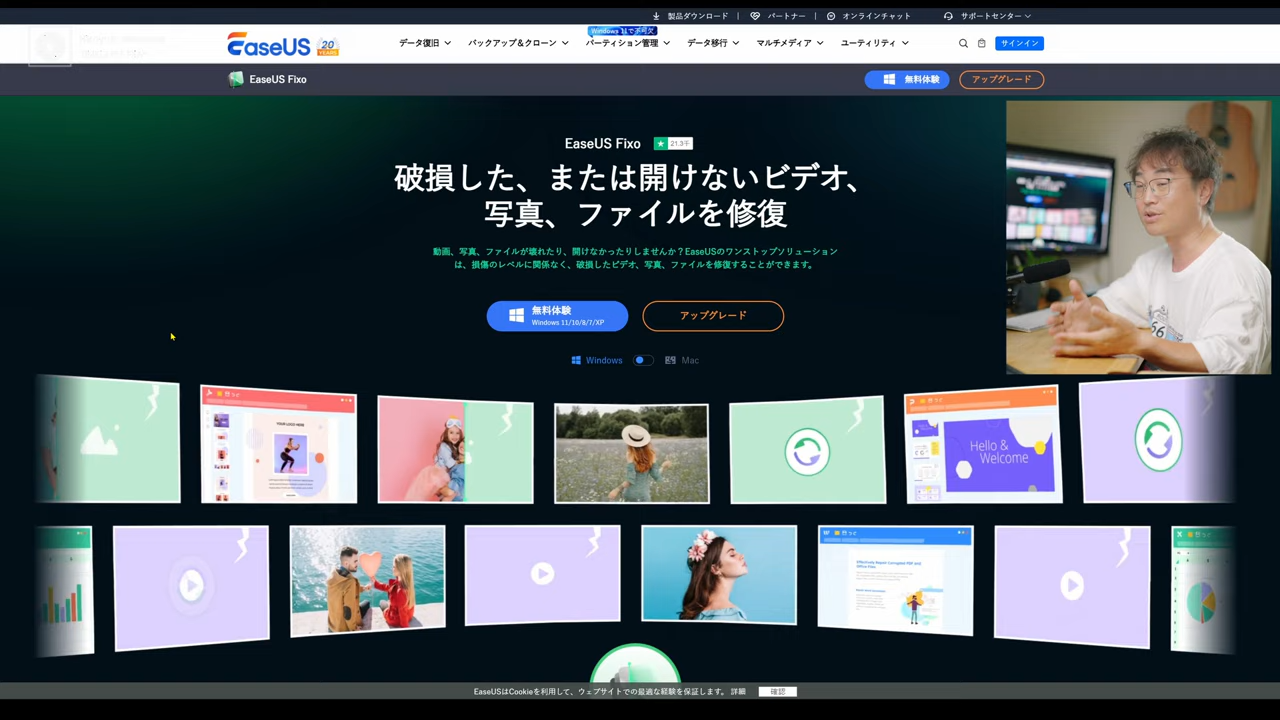 製品ダウンロード
パートナー
オンラインチャット
サポートセンター
EaseUS 20 YEARS
データ復旧
バックアップ&クローン
Windows 11で不可欠
パーティション管理
データ移行
マルチメディア
ユーティリティ
サインイン
EaseUS Fixo
無料体験
アップグレード
EaseUS Fixo
21.3千
破損した、または開けないビデオ、
写真、ファイルを修復
動画、写真、ファイルが壊れたり、開けなかったりしませんか？EaseUSのワンストップソリューション
は、損傷のレベルに関係なく、破損したビデオ、写真、ファイルを修復することができます。
無料体験
Windows 11/10/8/7/XP
アップグレード
Windows
Mac
YOUR LOGO HERE
Hello &
Welcome
Effectively Repair Corrupted PDF and
Office Files
EaseUSはCookieを利用して、ウェブサイトでの最適な経験を保証します。 詳細
確認